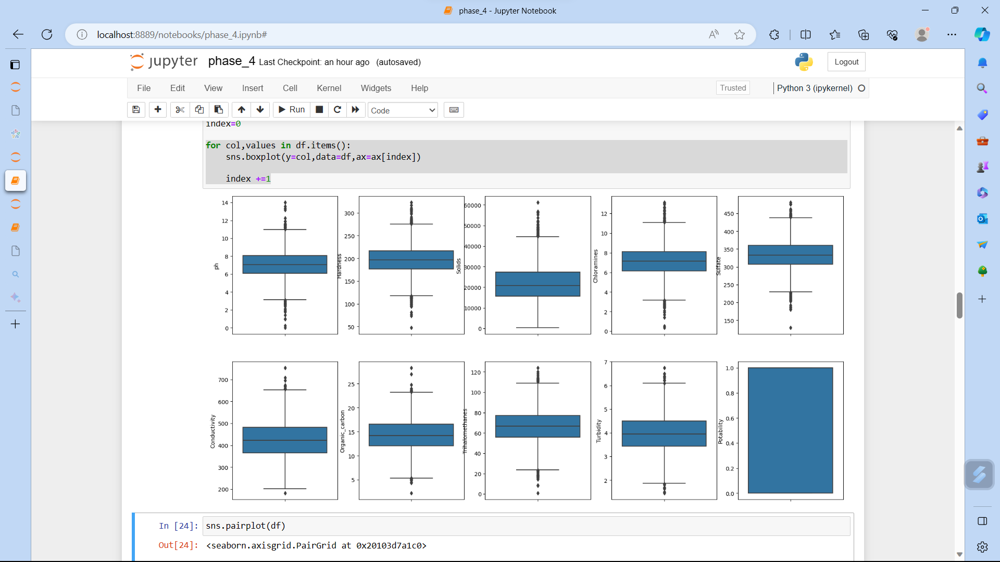 phase_4 - Jupyter Notebook
localhost:8889/notebooks/phase_4.ipynb#
jupyter phase_4 Last Checkpoint: an hour ago (autosaved)
Logout
File Edit View Insert Cell Kernel Widgets Help
Trusted
Python 3 (ipykernel)
Run
Code
index=0
for col,values in df.items():
sns.boxplot(y=col,data=df,ax=ax[index])
index +=1
ph
14
12
10
8
6
4
2
0
Hardness
300
250
200
150
100
50
Solids
60000
50000
40000
30000
20000
10000
0
Chloramines
12
10
8
6
4
2
0
Sulfate
450
400
350
300
250
200
150
Conductivity
700
600
500
400
300
200
Organic_carbon
25
20
15
10
5
Trihalomethanes
120
100
80
60
40
20
0
Turbidity
7
6
5
4
3
2
Potability
1.0
0.8
0.6
0.4
0.2
0.0
In [24]: sns.pairplot(df)
Out[24]: <seaborn.axisgrid.PairGrid at 0x20103d7a1c0>